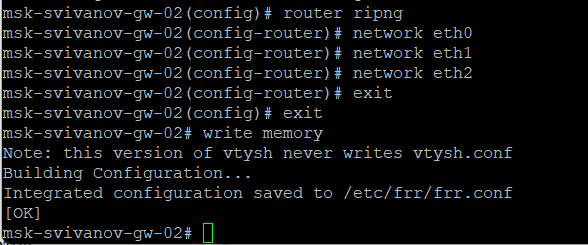 msk-svivanov-gw-02(config)# router ripng
msk-svivanov-gw-02(config-router)# network eth0
msk-svivanov-gw-02(config-router)# network eth1
msk-svivanov-gw-02(config-router)# network eth2
msk-svivanov-gw-02(config-router)# exit
msk-svivanov-gw-02(config)# exit
msk-svivanov-gw-02# write memory
Note: this version of vtysh never writes vtysh.conf
Building Configuration...
Integrated configuration saved to /etc/frr/frr.conf
[OK]
msk-svivanov-gw-02#